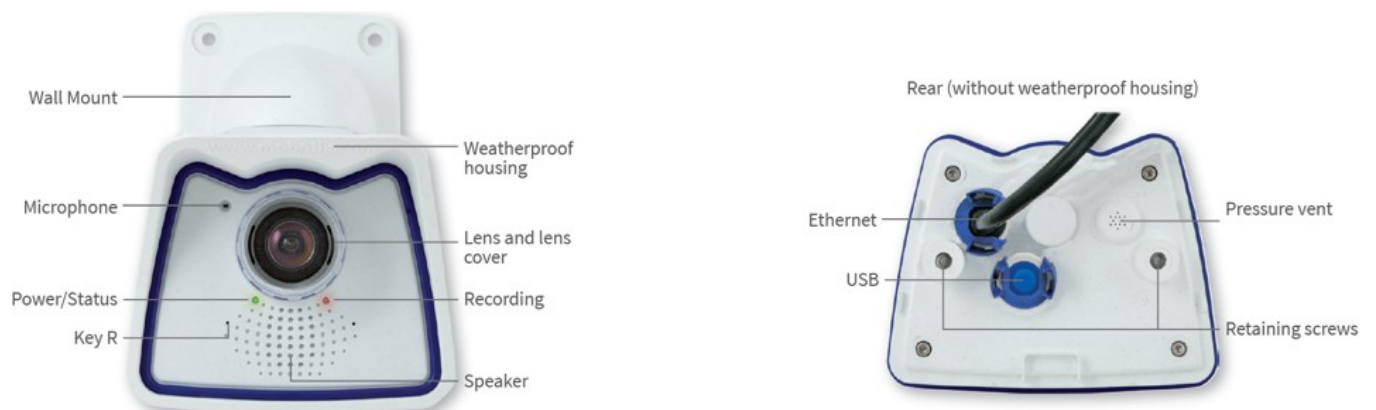 Wall Mount
Weatherproof
housing
Microphone
Lens and lens
cover
Power/Status
Recording
Key R
Speaker
Rear (without weatherproof housing)
Ethernet
Pressure vent
USB
Retaining screws